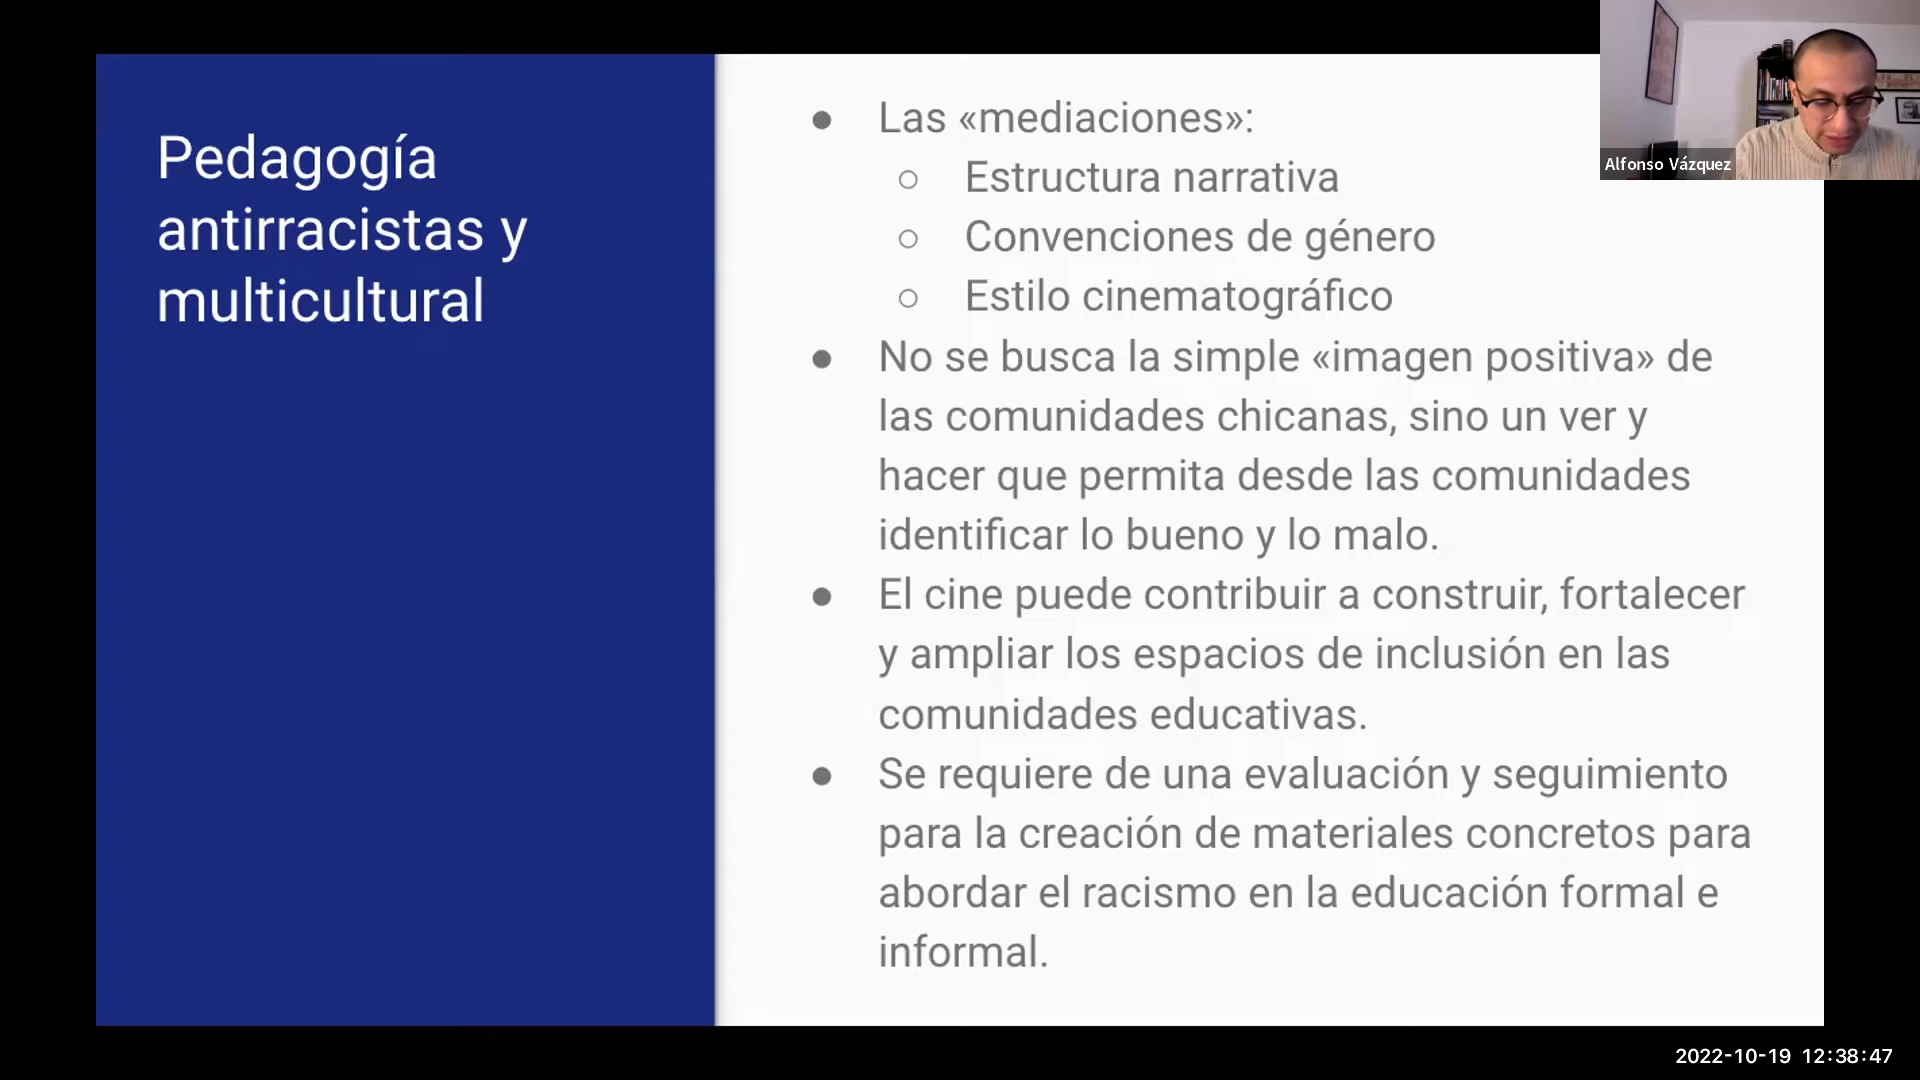 Pedagogía
antirracistas y
multicultural
● Las «mediaciones»:
○ Estructura narrativa
○ Convenciones de género
○ Estilo cinematográfico
● No se busca la simple «imagen positiva» de
las comunidades chicanas, sino un ver y
hacer que permita desde las comunidades
identificar lo bueno y lo malo.
● El cine puede contribuir a construir, fortalecer
y ampliar los espacios de inclusión en las
comunidades educativas.
● Se requiere de una evaluación y seguimiento
para la creación de materiales concretos para
abordar el racismo en la educación formal e
informal.
Alfonso Vázquez
2022-10-19 12:38:47